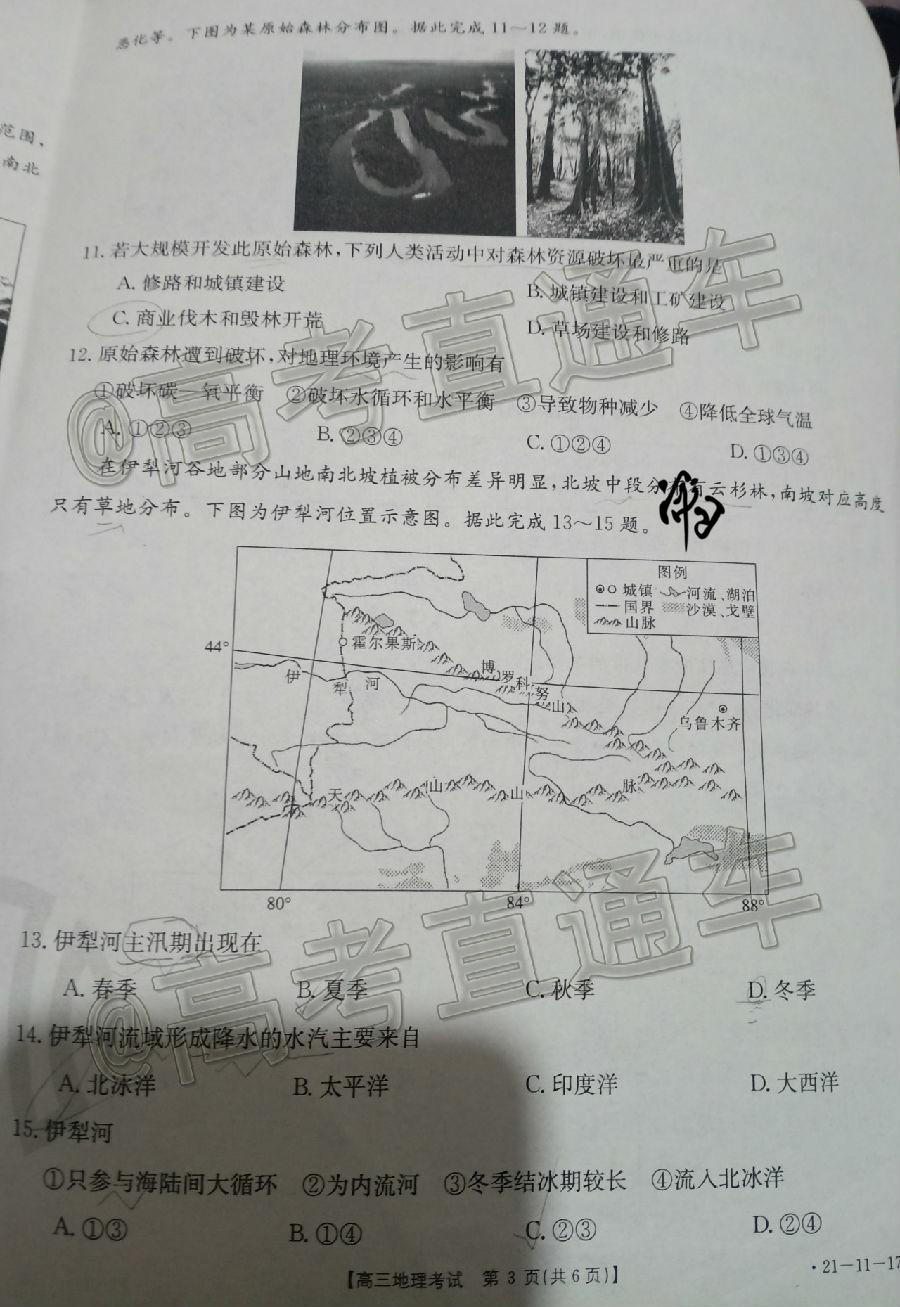 恶化等。下图为某原始森林分布图。据此完成11～12题。
范围，
南北
11. 若大规模开发此原始森林，下列人类活动中对森林资源破坏最严重的是
A. 修路和城镇建设
B. 城镇建设和工矿建设
C. 商业伐木和毁林开荒
D. 草场建设和修路
12. 原始森林遭到破坏，对地理环境产生的影响有
①破坏碳—氧平衡 ②破坏水循环和水平衡 ③导致物种减少 ④降低全球气温
A. ①②③ B. ②③④ C. ①②④ D. ①③④
在伊犁河谷地部分山地南北坡植被分布差异明显，北坡中段分 有云杉林，南坡对应高度
只有草地分布。下图为伊犁河位置示意图。据此完成13～15题。
图例
城镇 河流、湖泊
国界 沙漠、戈壁
山脉
44°
霍尔果斯
伊犁河
博罗科努山
乌鲁木齐
天山山脉
80° 84° 88°
13. 伊犁河主汛期出现在
A. 春季 B. 夏季 C. 秋季 D. 冬季
14. 伊犁河流域形成降水的水汽主要来自
A. 北冰洋 B. 太平洋 C. 印度洋 D. 大西洋
15. 伊犁河
①只参与海陆间大循环 ②为内流河 ③冬季结冰期较长 ④流入北冰洋
A. ①③ B. ①④ C. ②③ D. ②④
【高三地理考试 第3页(共6页)】
·21-11-17
@高考直通车
@高考直通车